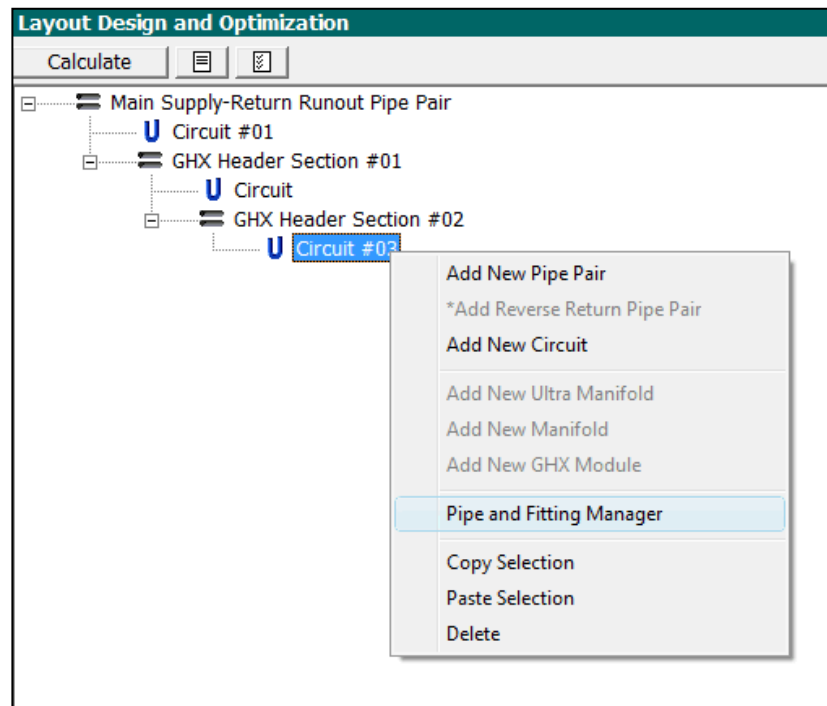 Layout Design and Optimization
Calculate
Main Supply-Return Runout Pipe Pair
Circuit #01
GHX Header Section #01
Circuit
GHX Header Section #02
Circuit #03
Add New Pipe Pair
*Add Reverse Return Pipe Pair
Add New Circuit
Add New Ultra Manifold
Add New Manifold
Add New GHX Module
Pipe and Fitting Manager
Copy Selection
Paste Selection
Delete